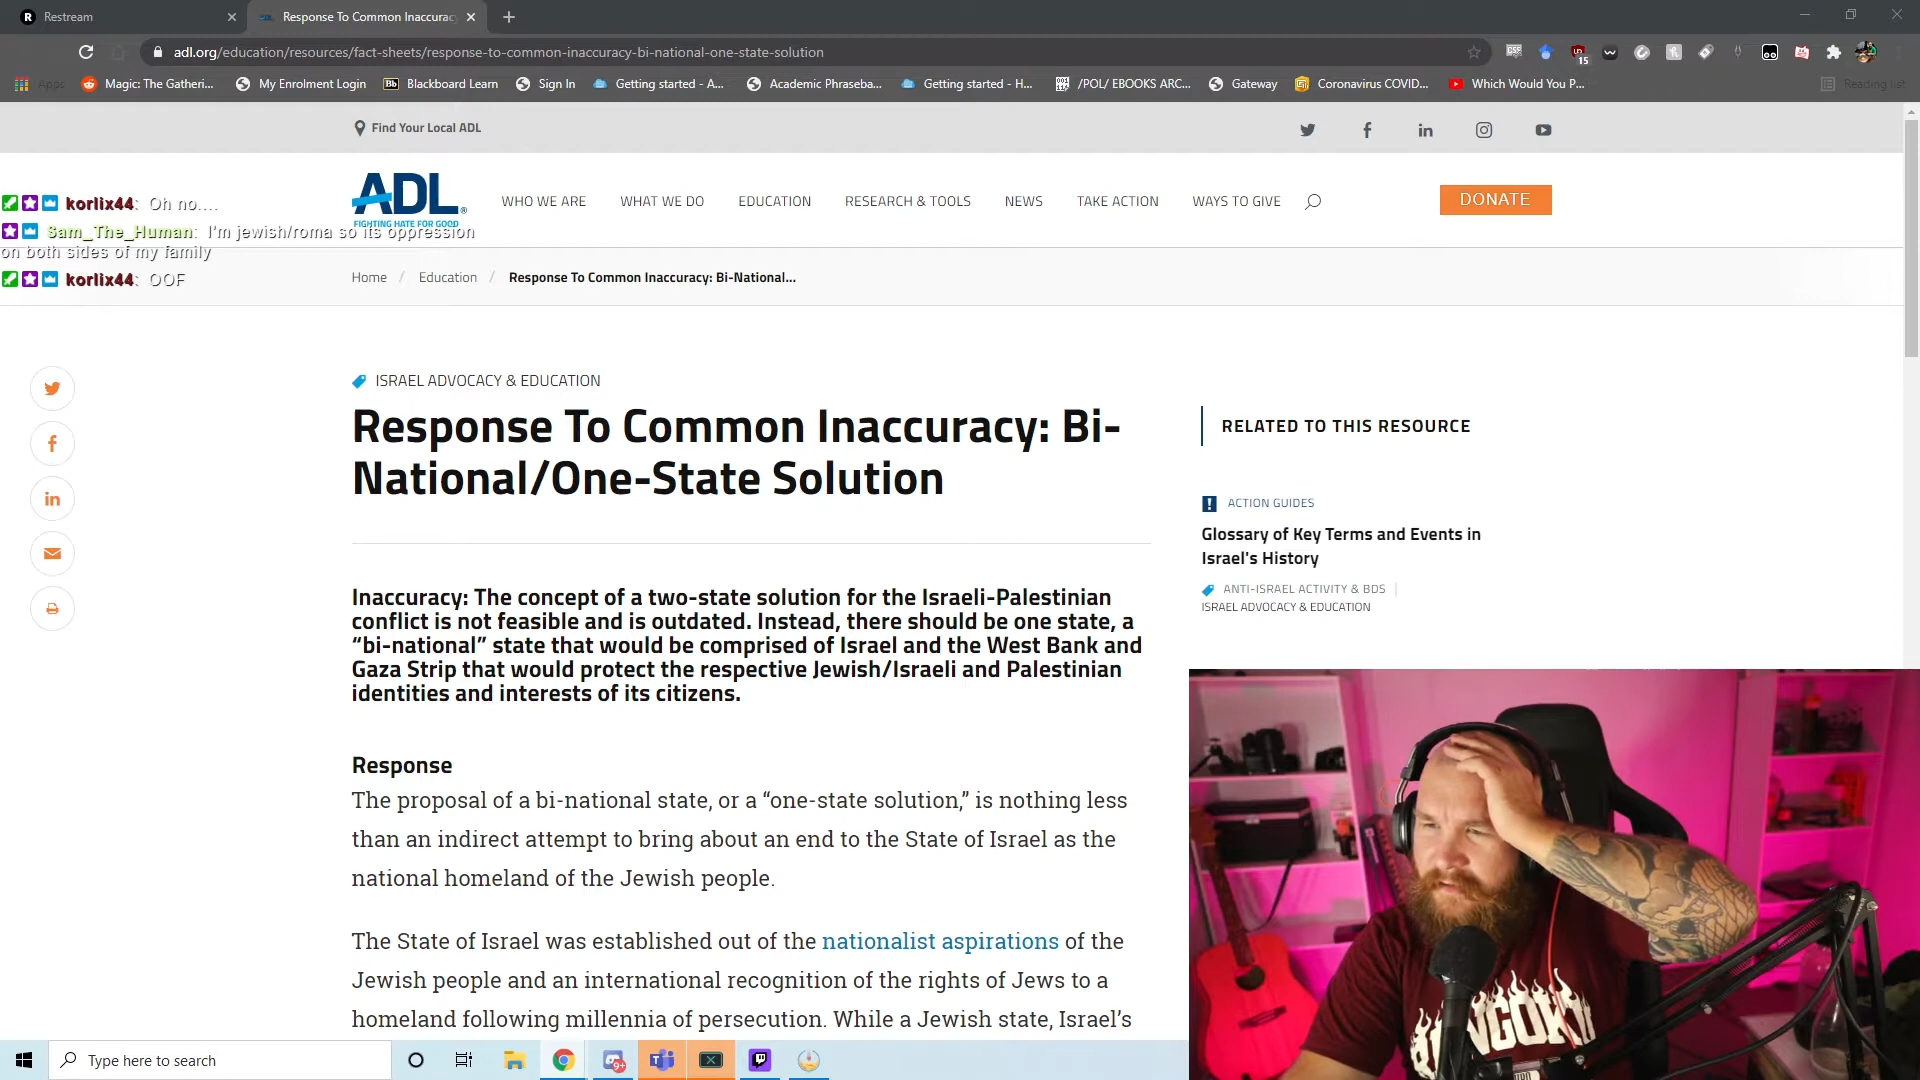 Restream
Response To Common Inaccurac
adl.org/education/resources/fact-sheets/response-to-common-inaccuracy-bi-national-one-state-solution
15
Apps
Magic: The Gatheri...
My Enrolment Login
Bb
Blackboard Learn
Sign In
Getting started - A...
Academic Phraseba...
Getting started - H...
/POL/ EBOOKS ARC...
Gateway
Coronavirus COVID...
Which Would You P...
Reading list
Find Your Local ADL
ADL®
FIGHTING HATE FOR GOOD
WHO WE ARE
WHAT WE DO
EDUCATION
RESEARCH & TOOLS
NEWS
TAKE ACTION
WAYS TO GIVE
DONATE
korlix44: Oh no....
Sam_The_Human: I'm jewish/roma so its oppression
on both sides of my family
korlix44: OOF
Home / Education / Response To Common Inaccuracy: Bi-National...
ISRAEL ADVOCACY & EDUCATION
Response To Common Inaccuracy: Bi-
National/One-State Solution
Inaccuracy: The concept of a two-state solution for the Israeli-Palestinian
conflict is not feasible and is outdated. Instead, there should be one state, a
“bi-national” state that would be comprised of Israel and the West Bank and
Gaza Strip that would protect the respective Jewish/Israeli and Palestinian
identities and interests of its citizens.
Response
The proposal of a bi-national state, or a “one-state solution,” is nothing less
than an indirect attempt to bring about an end to the State of Israel as the
national homeland of the Jewish people.
The State of Israel was established out of the nationalist aspirations of the
Jewish people and an international recognition of the rights of Jews to a
homeland following millennia of persecution. While a Jewish state, Israel’s
RELATED TO THIS RESOURCE
ACTION GUIDES
Glossary of Key Terms and Events in
Israel's History
ANTI-ISRAEL ACTIVITY & BDS
ISRAEL ADVOCACY & EDUCATION
Type here to search